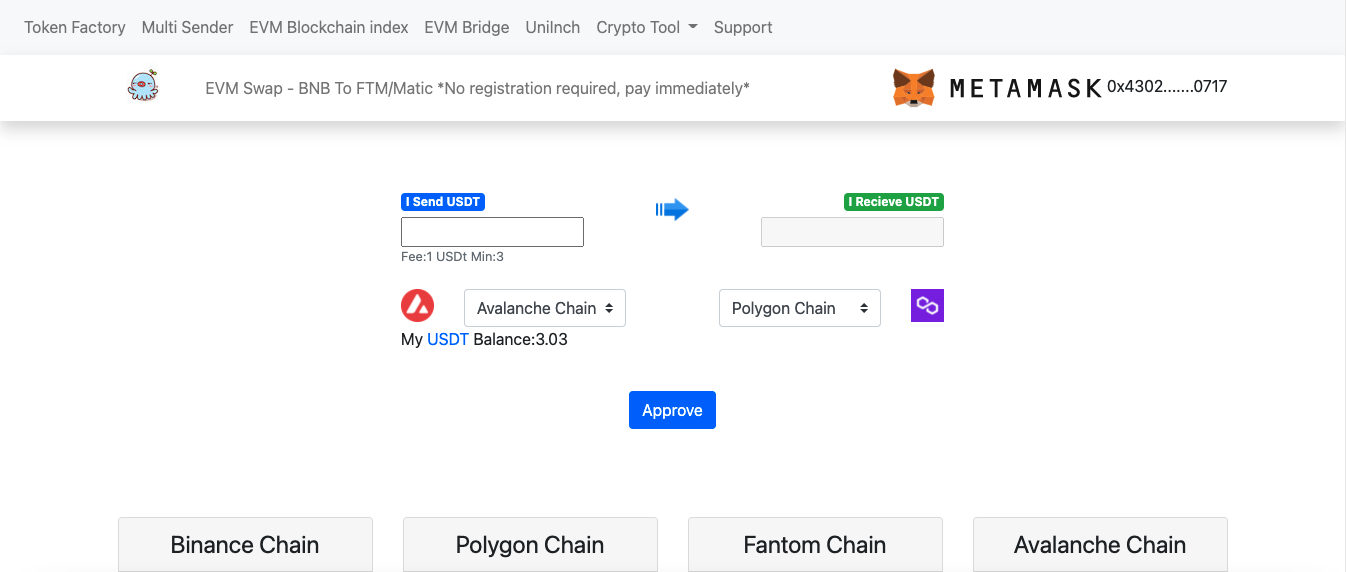 Token Factory Multi Sender EVM Blockchain index EVM Bridge UniInch Crypto Tool Support
EVM Swap - BNB To FTM/Matic *No registration required, pay immediately*
METAMASK 0x4302.......0717
I Send USDT
I Recieve USDT
Fee:1 USDt Min:3
Avalanche Chain
Polygon Chain
My USDT Balance:3.03
Approve
Binance Chain
Polygon Chain
Fantom Chain
Avalanche Chain